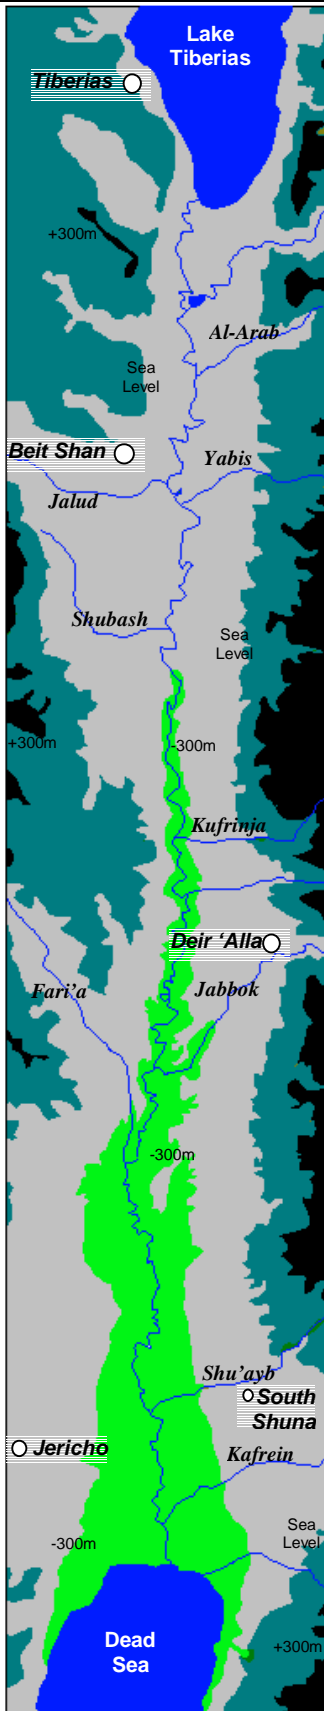 Lake
Tiberias
Tiberias
+300m
Al-Arab
Sea
Level
Beit Shan
Yabis
Jalud
Shubash
Sea
Level
+300m
-300m
Kufrinja
Deir ‘Alla
Fari’a
Jabbok
-300m
Shu’ayb
South
Shuna
Jericho
Kafrein
Sea
Level
-300m
Dead
Sea
+300m